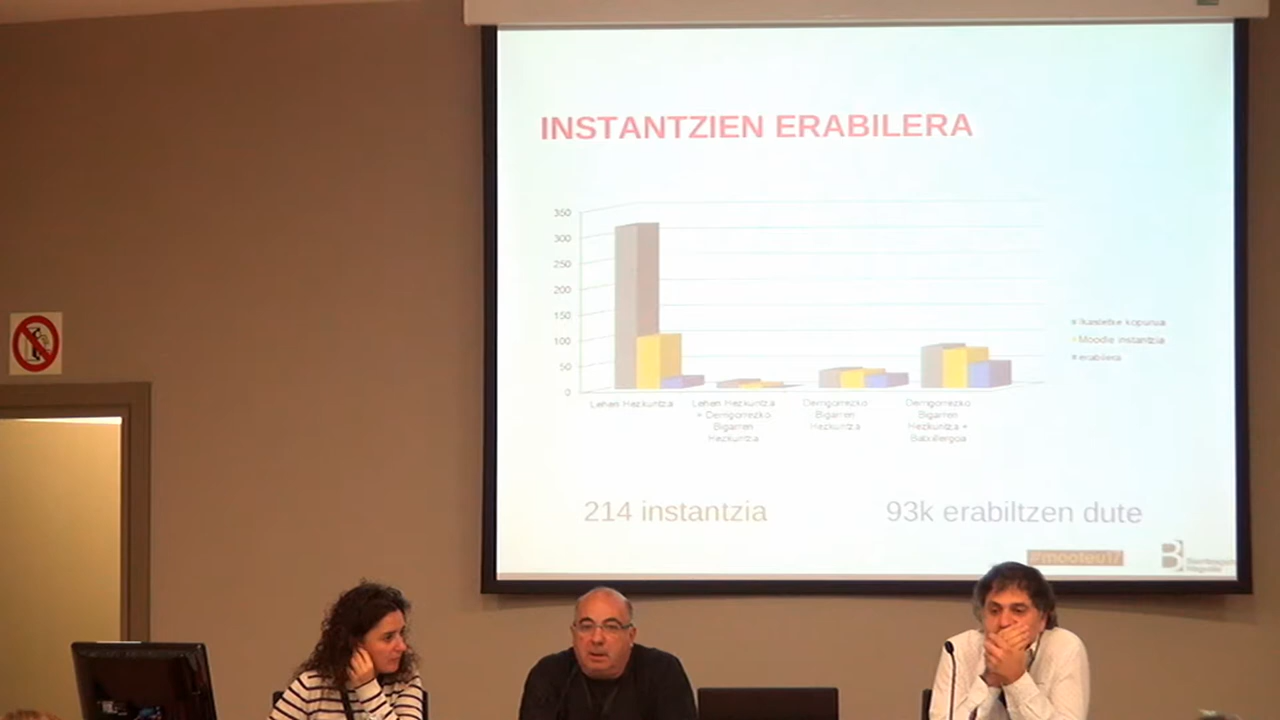 INSTANTZIEN ERABILERA
350
300
250
200
150
100
50
0
Ikastetxe kopurua
Moodle instantzia
erabilera
Lehen Hezkuntza
Lehen Hezkuntza
+ Derrigorrezko
Bigarren
Hezkuntza
Derrigorrezko
Bigarren
Hezkuntza
Derrigorrezko
Bigarren
Hezkuntza +
Batxillergoa
214 instantzia
93k erabiltzen dute
#mooteu17
B